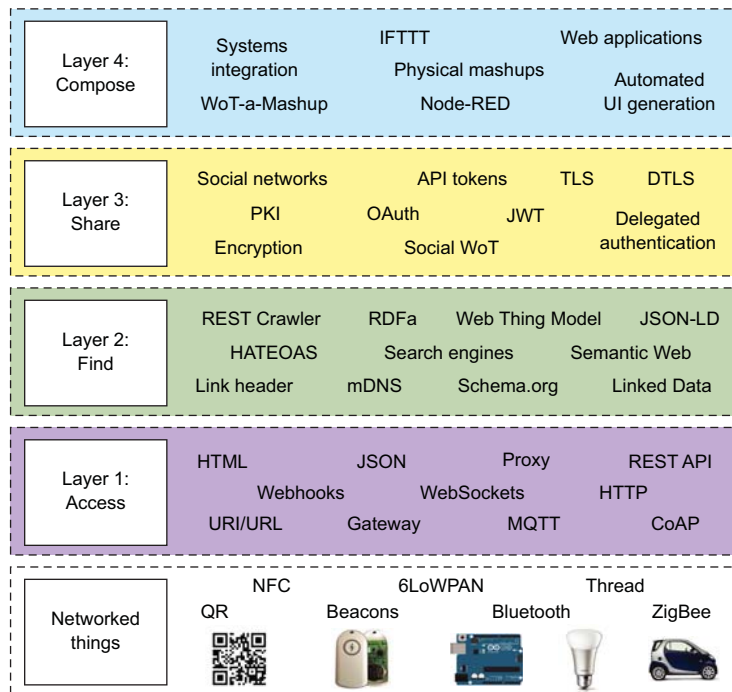 Layer 4:
Compose
Systems
integration
IFTTT
Web applications
Physical mashups
Automated
UI generation
WoT-a-Mashup
Node-RED
Layer 3:
Share
Social networks
API tokens
TLS
DTLS
PKI
OAuth
JWT
Delegated
authentication
Encryption
Social WoT
Layer 2:
Find
REST Crawler
RDFa
Web Thing Model
JSON-LD
HATEOAS
Search engines
Semantic Web
Link header
mDNS
Schema.org
Linked Data
Layer 1:
Access
HTML
JSON
Proxy
REST API
Webhooks
WebSockets
HTTP
URI/URL
Gateway
MQTT
CoAP
Networked
things
NFC
6LoWPAN
Thread
QR
Beacons
Bluetooth
ZigBee